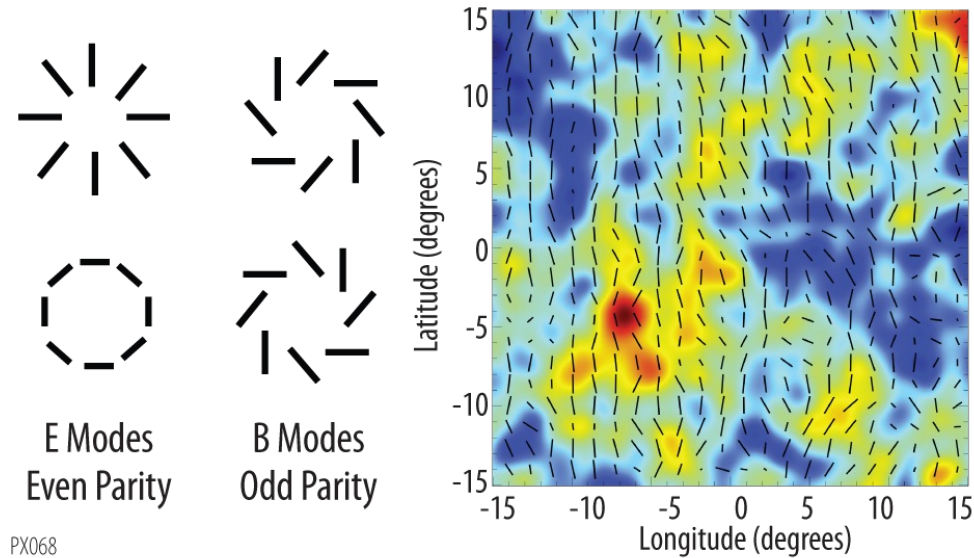 E Modes
Even Parity
B Modes
Odd Parity
PX068
Latitude (degrees)
15
10
5
0
-5
-10
-15
-15
-10
-5
0
5
10
15
Longitude (degrees)